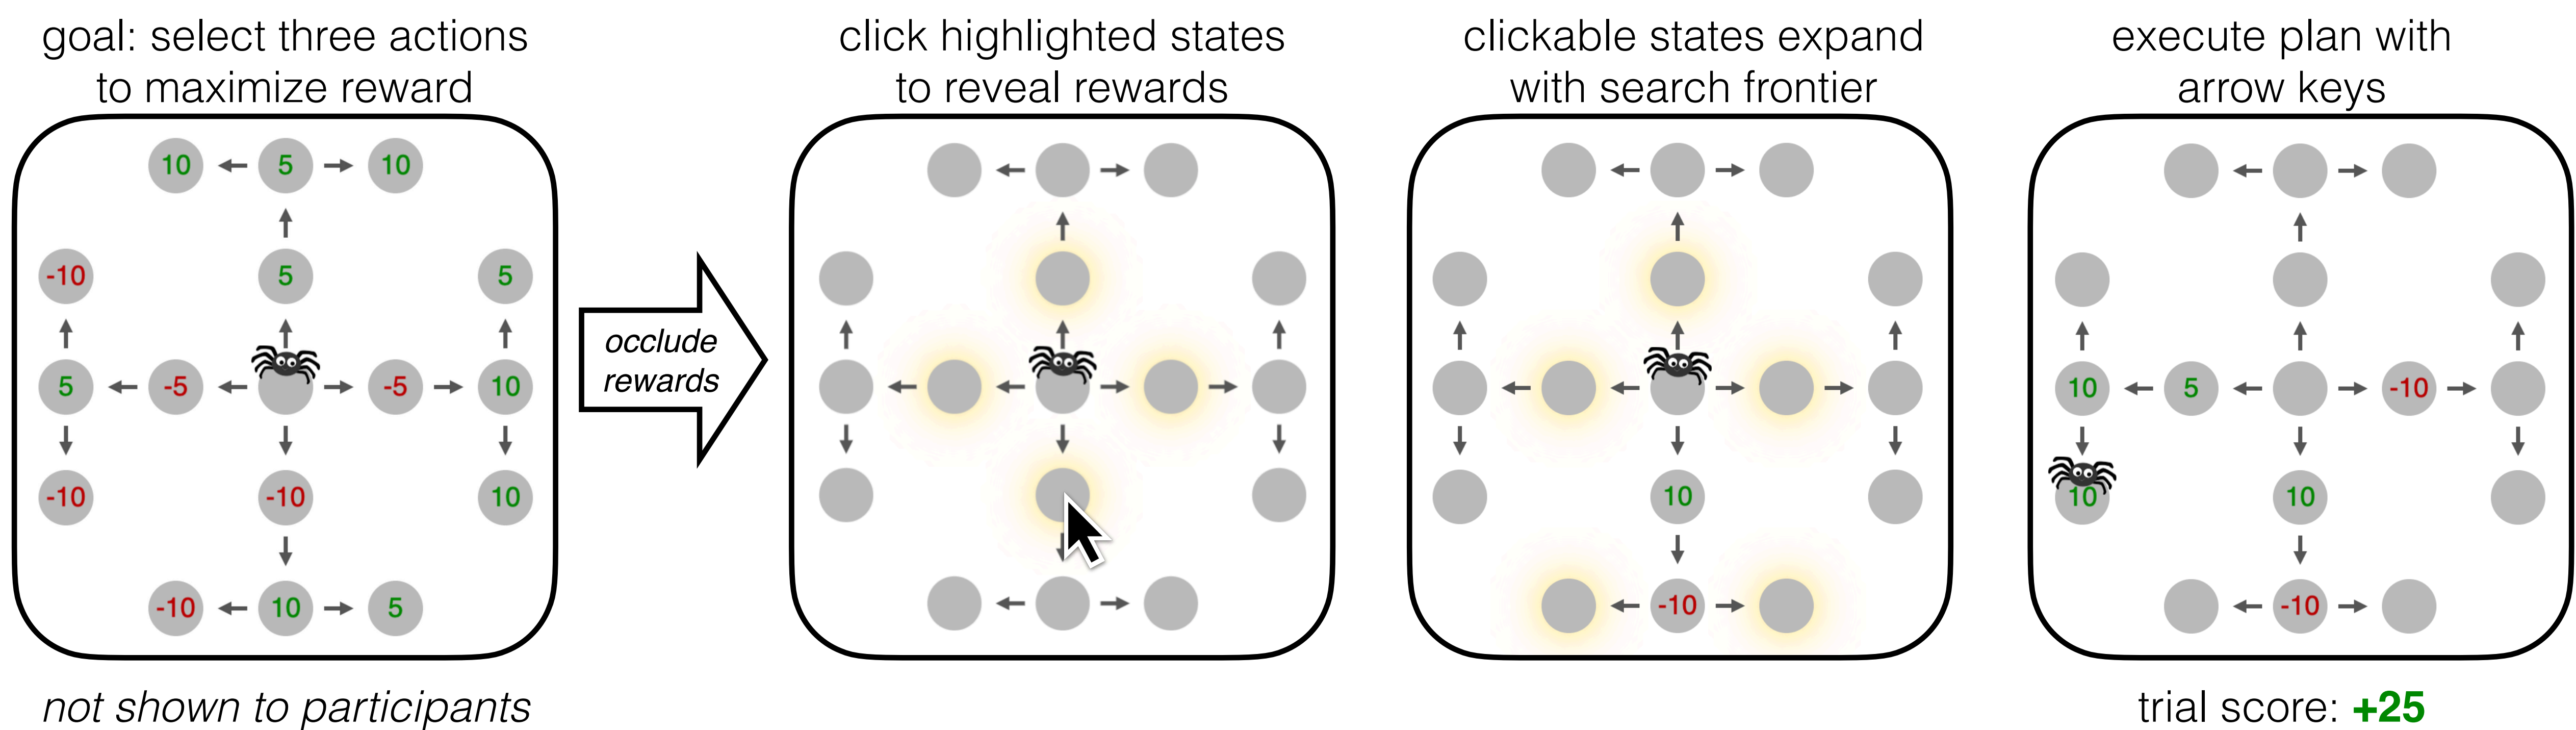 goal: select three actions
to maximize reward
10 5 10
-10 5 5
5 -5 -5 10
-10 -10 10
-10 10 5
not shown to participants
occlude
rewards
click highlighted states
to reveal rewards
clickable states expand
with search frontier
10
-10
execute plan with
arrow keys
10 5 -10
10 10
-10
trial score: +25